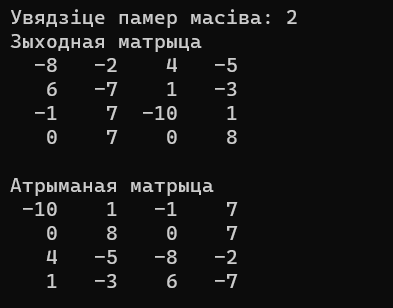 Увядзіце памер масіва: 2
Зыходная матрыца
-8 -2 4 -5
6 -7 1 -3
-1 7 -10 1
0 7 0 8
Атрыманая матрыца
-10 1 -1 7
0 8 0 7
4 -5 -8 -2
1 -3 6 -7